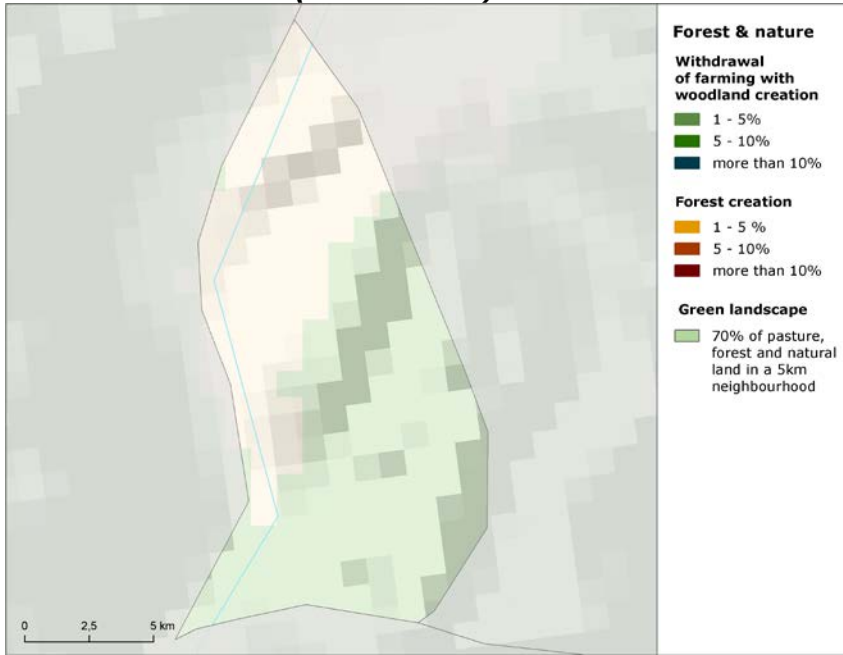 Forest & nature
Withdrawal
of farming with
woodland creation
1 - 5%
5 - 10%
more than 10%
Forest creation
1 - 5 %
5 - 10%
more than 10%
Green landscape
70% of pasture,
forest and natural
land in a 5km
neighbourhood
0 2,5 5 km